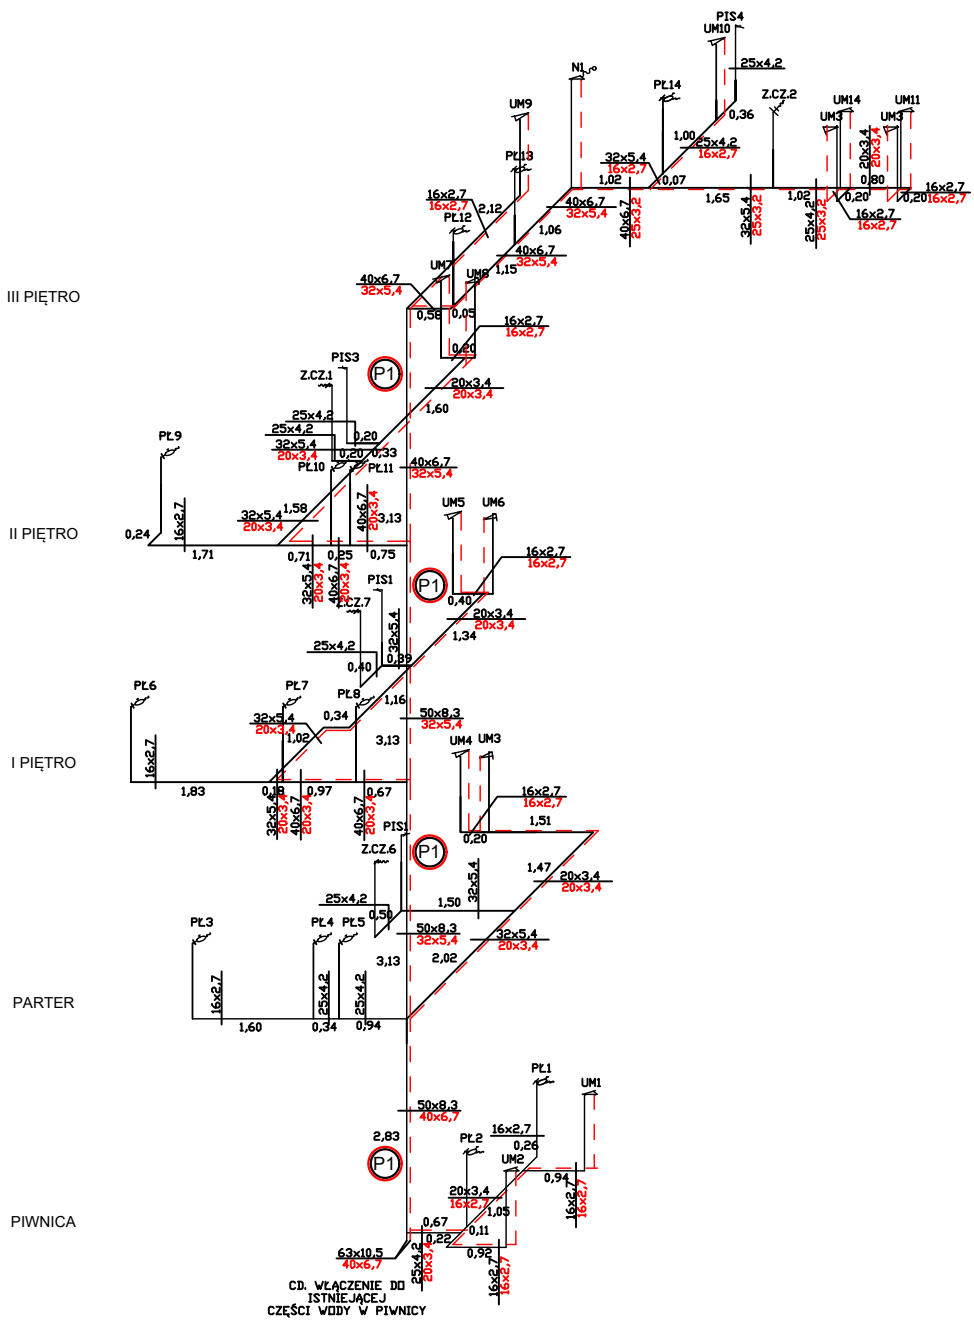 PIS4
UM10
25x4,2
N1
PŁ14
Z.CZ.2
UM9
0,36
UM14
UM11
UM3
UM3
1,00
25x4,2
16x2,7
20x3,4
20x3,4
PŁ13
32x5,4
16x2,7
1,02
0,07
1,65
1,02
0,20
0,80
0,20
16x2,7
16x2,7
16x2,7
16x2,7
16x2,7
16x2,7
2,12
PŁ12
40x6,7
32x5,4
1,06
40x6,7
25x3,2
32x5,4
25x3,2
25x4,2
25x3,2
40x6,7
32x5,4
1,15
UM7
UM8
III PIĘTRO
40x6,7
32x5,4
0,58
0,05
16x2,7
16x2,7
0,20
PIS3
P1
Z.CZ.1
20x3,4
20x3,4
1,60
25x4,2
25x4,2
0,20
32x5,4
20x3,4
0,20
0,33
PŁ9
PŁ10
PŁ11
40x6,7
32x5,4
16x2,7
1,58
32x5,4
20x3,4
40x6,7
20x3,4
3,13
UM5
UM6
II PIĘTRO
0,24
1,71
0,71
0,25
0,75
32x5,4
20x3,4
40x6,7
20x3,4
16x2,7
16x2,7
PIS1
P1
0,40
.CZ.7
20x3,4
20x3,4
1,34
32x5,4
25x4,2
0,40
0,39
PŁ6
PŁ7
PŁ8
1,16
32x5,4
20x3,4
0,34
50x8,3
32x5,4
1,02
3,13
UM4
UM3
I PIĘTRO
16x2,7
1,83
0,18
0,97
0,67
32x5,4
20x3,4
40x6,7
20x3,4
40x6,7
20x3,4
16x2,7
16x2,7
1,51
0,20
PIS1
P1
Z.CZ.6
1,47
20x3,4
20x3,4
32x5,4
25x4,2
0,50
1,50
PŁ3
PŁ4
PŁ5
50x8,3
32x5,4
32x5,4
20x3,4
3,13
2,02
PARTER
16x2,7
25x4,2
25x4,2
1,60
0,34
0,94
PŁ1
UM1
50x8,3
40x6,7
16x2,7
2,83
PŁ2
0,26
UM2
P1
0,94
20x3,4
16x2,7
1,05
16x2,7
16x2,7
PIWNICA
0,67
0,11
0,22
0,92
63x10,5
40x6,7
25x4,2
20x3,4
16x2,7
16x2,7
CD. WŁĄCZENIE DO
ISTNIEJĄCEJ
CZĘŚCI WODY W PIWNICY